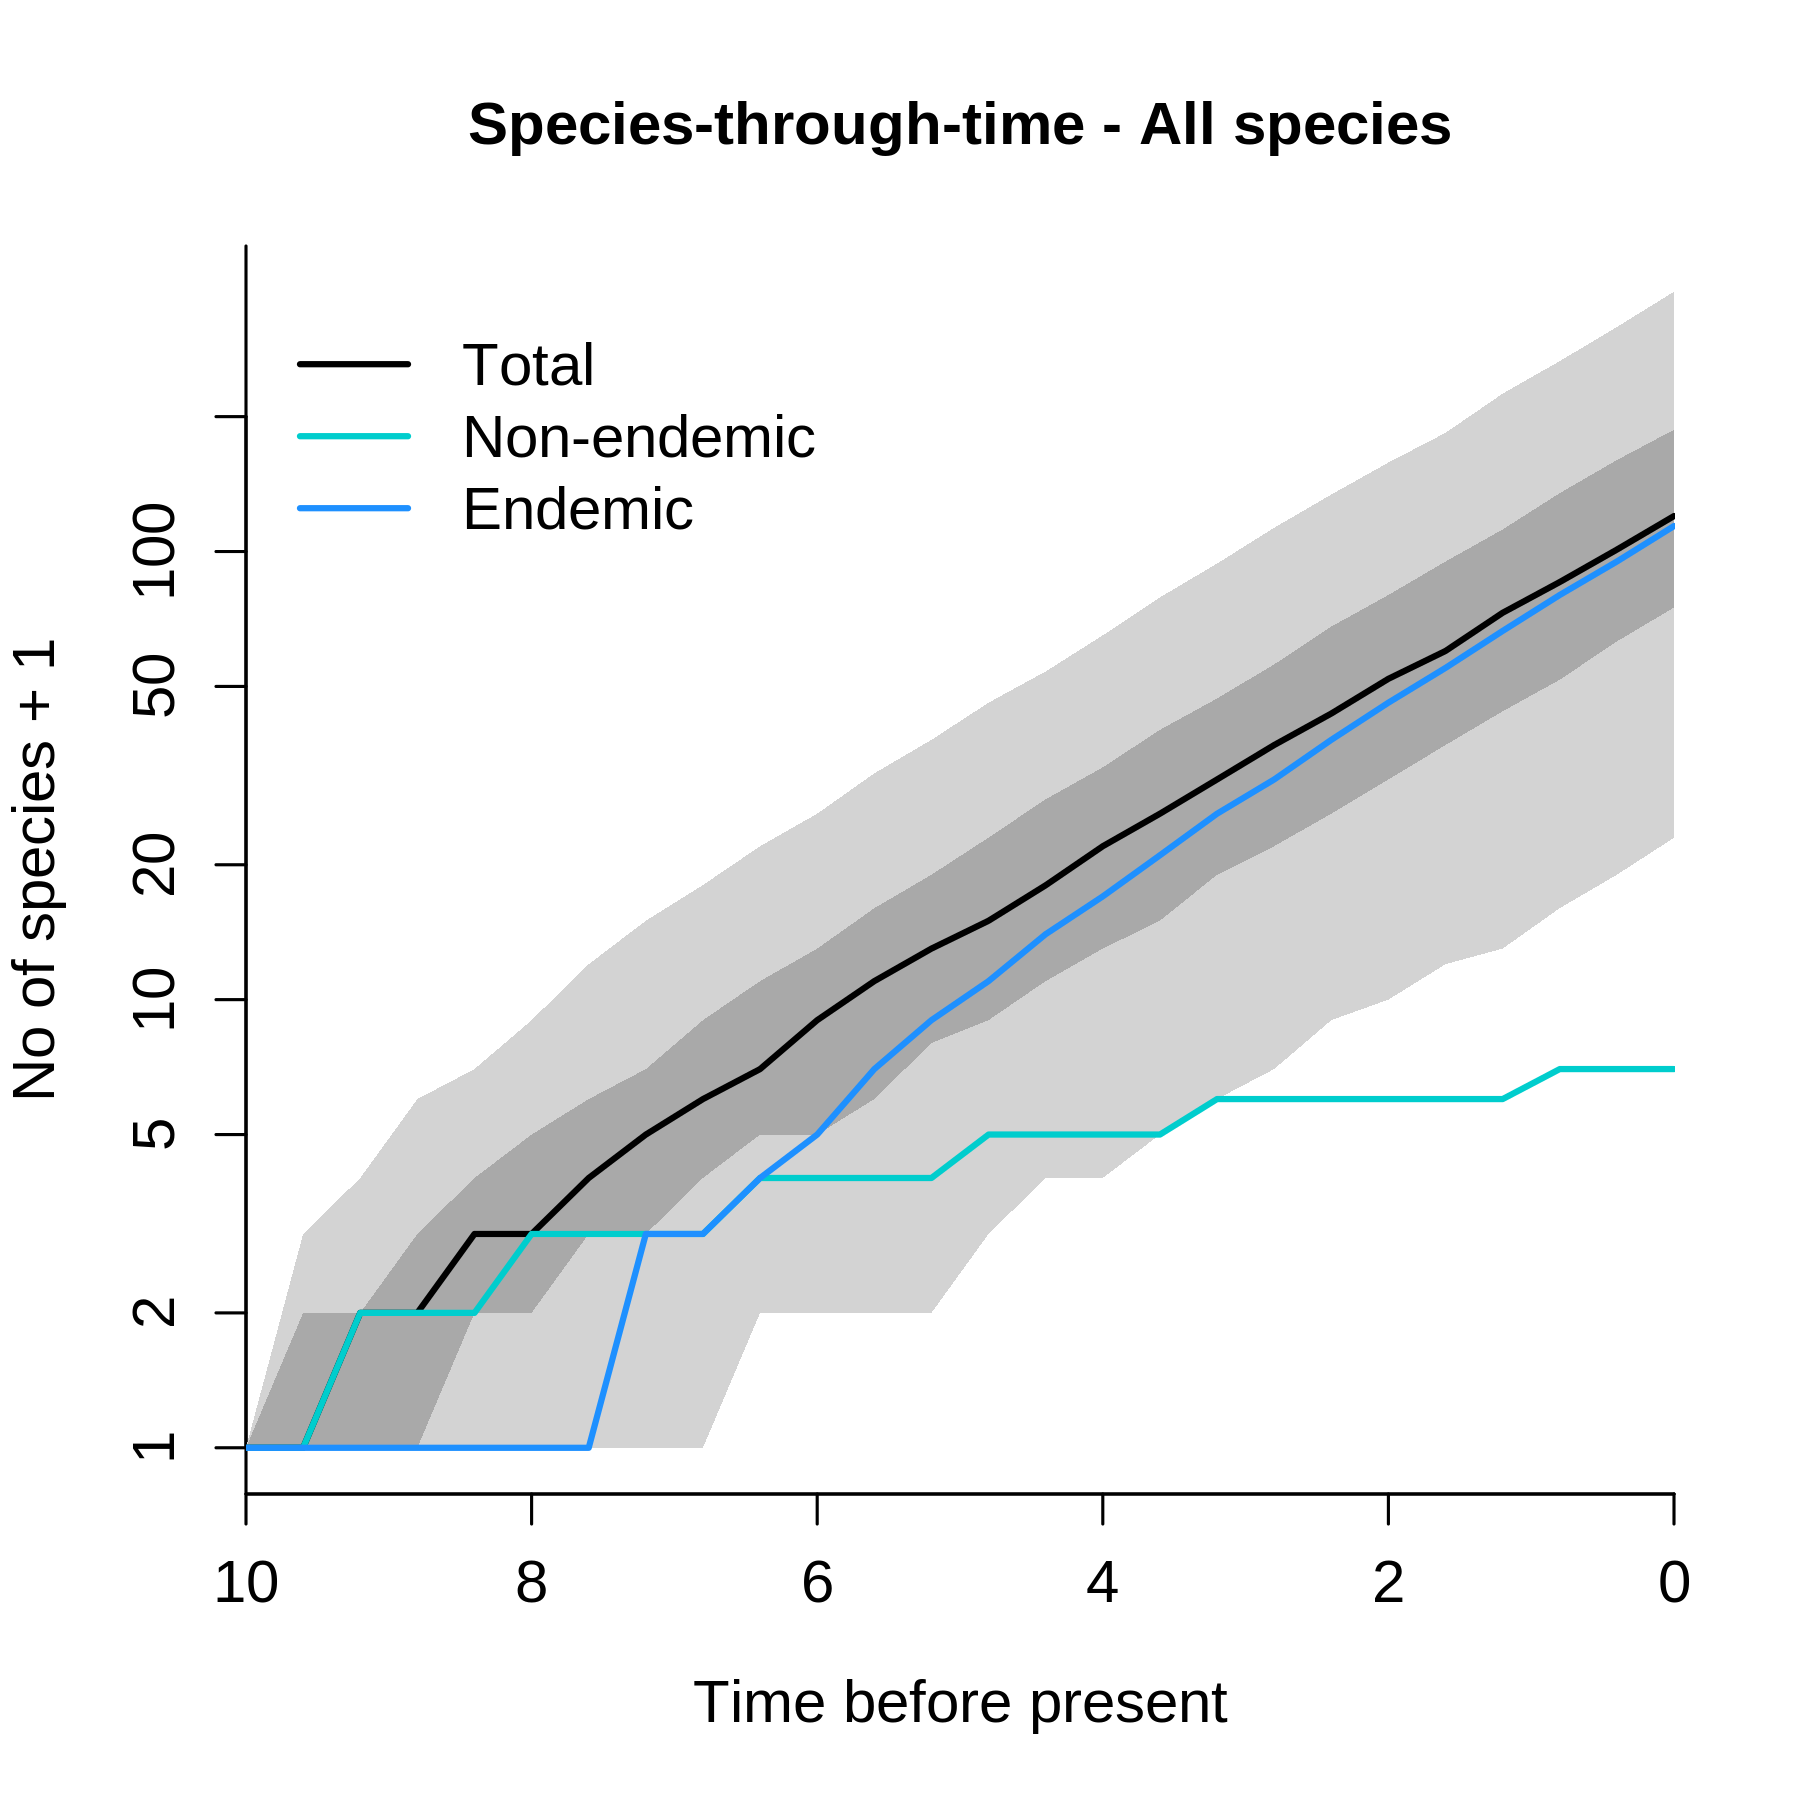 Species-through-time - All species
Total
Non-endemic
Endemic
No of species + 1
100
50
20
10
5
2
1
10 8 6 4 2 0
Time before present